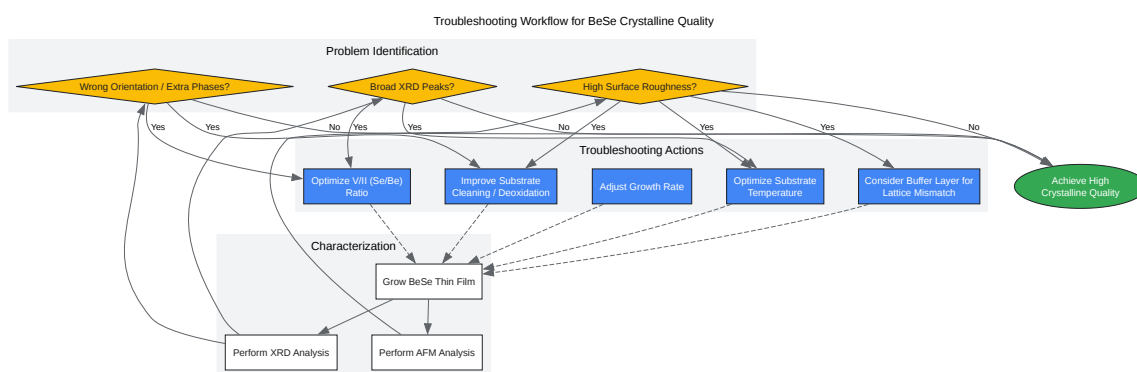 Troubleshooting Workflow for BeSe Crystalline Quality
Problem Identification
Wrong Orientation / Extra Phases?
Broad XRD Peaks?
High Surface Roughness?
Yes
Yes
No
Yes
Yes
No
Yes
Yes
Yes
No
Troubleshooting Actions
Optimize V/II (Se/Be)
Ratio
Improve Substrate
Cleaning / Deoxidation
Adjust Growth Rate
Optimize Substrate
Temperature
Consider Buffer Layer for
Lattice Mismatch
Achieve High
Crystalline Quality
Characterization
Grow BeSe Thin Film
Perform XRD Analysis
Perform AFM Analysis